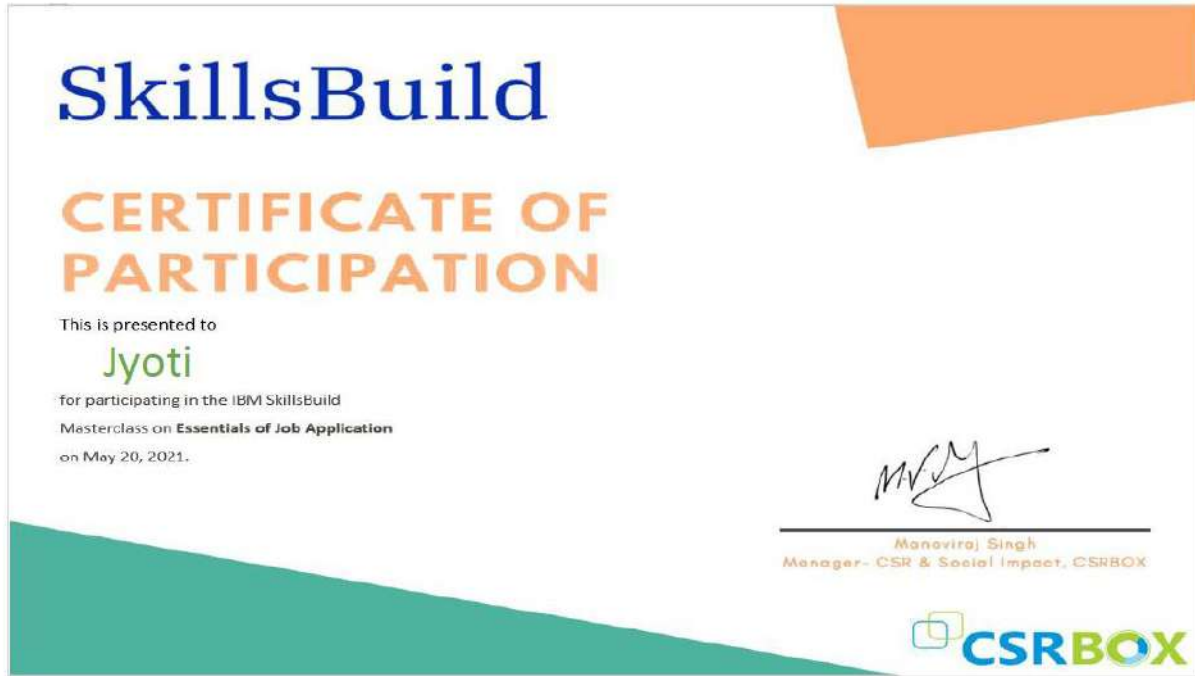 SkillsBuild
CERTIFICATE OF
PARTICIPATION
This is presented to
Jyoti
for participating in the IBM SkillsBuild
Masterclass on Essentials of Job Application
on May 20, 2021.
Manaviraj Singh
Manager- CSR & Social Impact, CSRBOX
CSRBOX